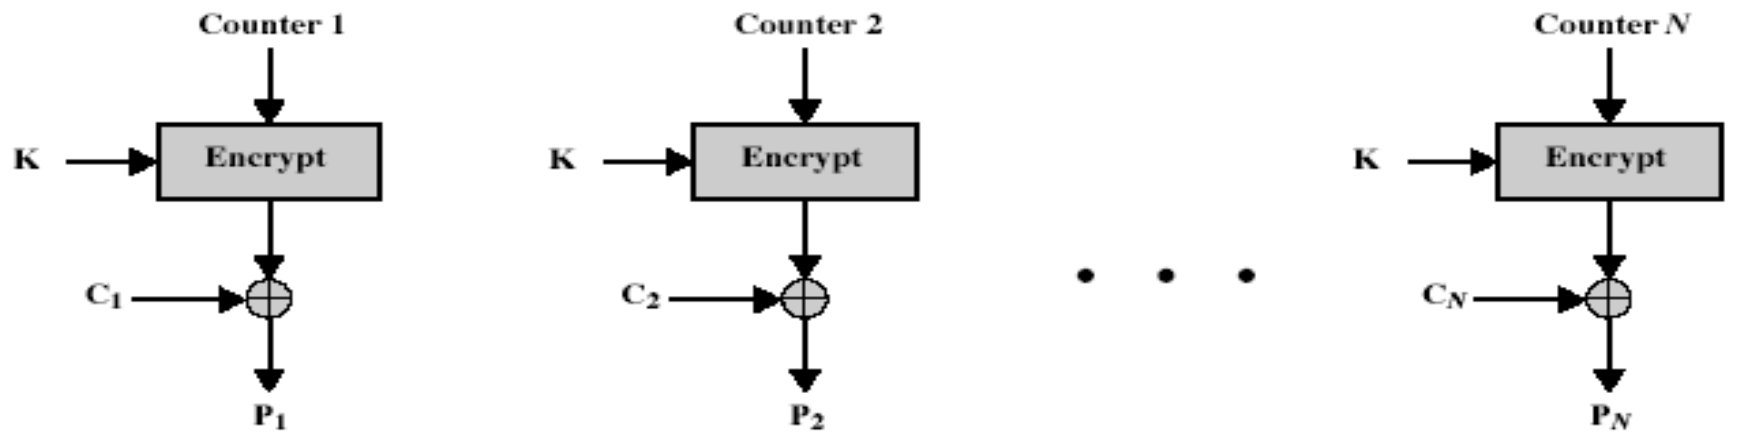 Counter 1 Counter 2 Counter N
K Encrypt K Encrypt K Encrypt
C1 C2 CN
P1 P2 PN